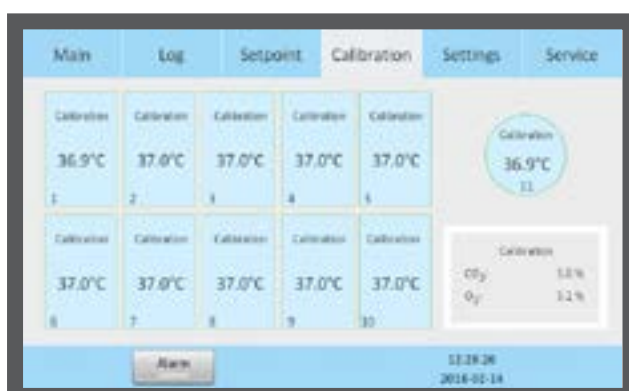 Main Log Setpoint Calibration Settings Service
Calibration Calibration Calibration Calibration Calibration
36.9°C 37.0°C 37.0°C 37.0°C 37.0°C
1 2 3 4 5
Calibration
36.9°C
11
Calibration Calibration Calibration Calibration Calibration
37.0°C 37.0°C 37.0°C 37.0°C 37.0°C
6 7 8 9 10
Calibration
CO₂
O₂
Alarm